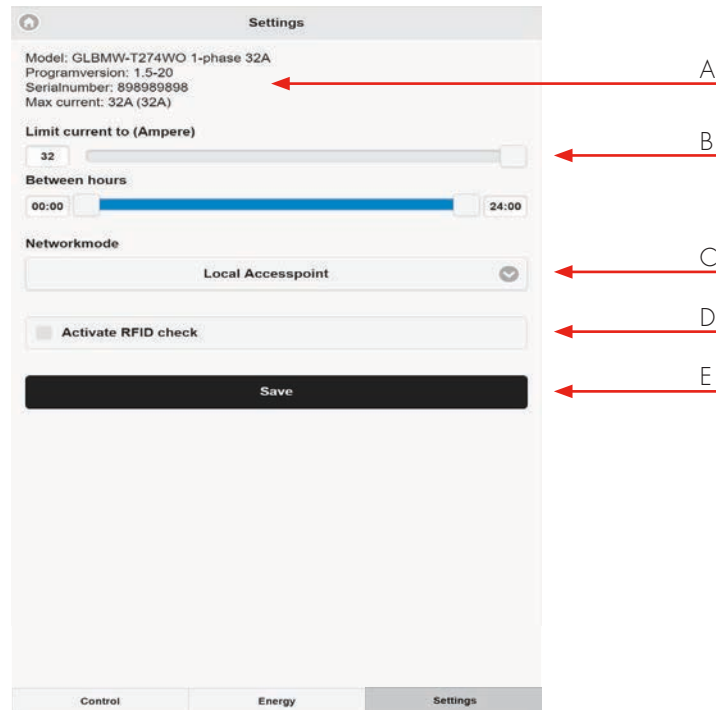 Settings
Model: GLBMW-T274WO 1-phase 32A
Programversion: 1.5-20
Serialnumber: 898989898
Max current: 32A (32A)
A
Limit current to (Ampere)
32
B
Between hours
00:00 24:00
Networkmode
Local Accesspoint
C
Activate RFID check
D
Save
E
Control Energy Settings